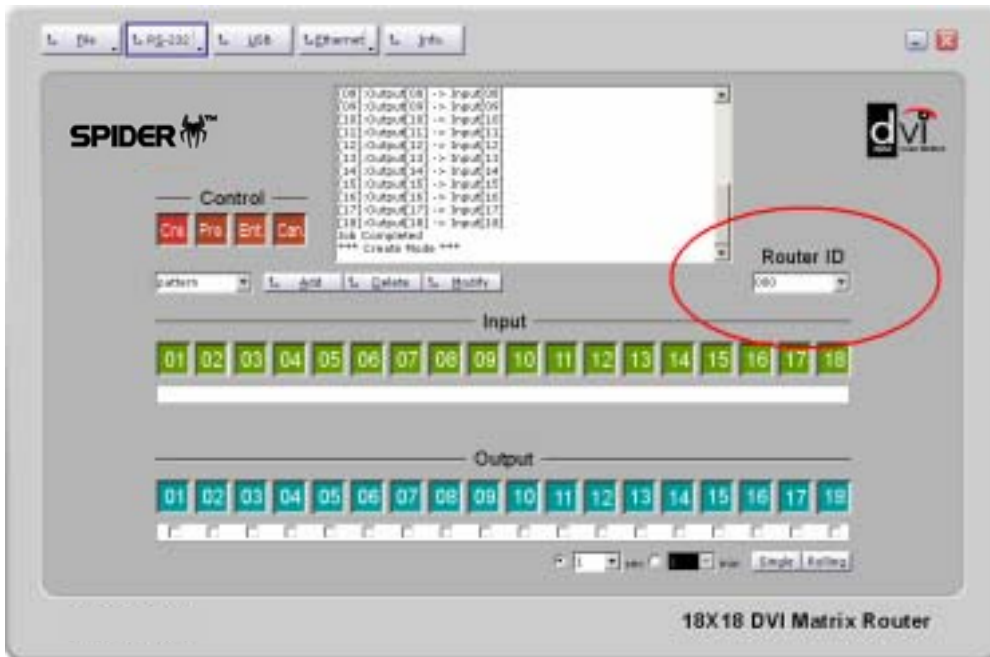 File RS-232 USB Ethernet Info
SPIDER™
dvi
[08]:Output[08] -> Input[08]
[09]:Output[09] -> Input[09]
[10]:Output[10] -> Input[10]
[11]:Output[11] -> Input[11]
[12]:Output[12] -> Input[12]
[13]:Output[13] -> Input[13]
[14]:Output[14] -> Input[14]
[15]:Output[15] -> Input[15]
[16]:Output[16] -> Input[16]
[17]:Output[17] -> Input[17]
[18]:Output[18] -> Input[18]
Job Completed
*** Create Mode ***
Control
Cre Pre Ent Can
Router ID
000
pattern Add Delete Modify
Input
01 02 03 04 05 06 07 08 09 10 11 12 13 14 15 16 17 18
Output
01 02 03 04 05 06 07 08 09 10 11 12 13 14 15 16 17 18
1 sec 1 min Single Rolling
18X18 DVI Matrix Router